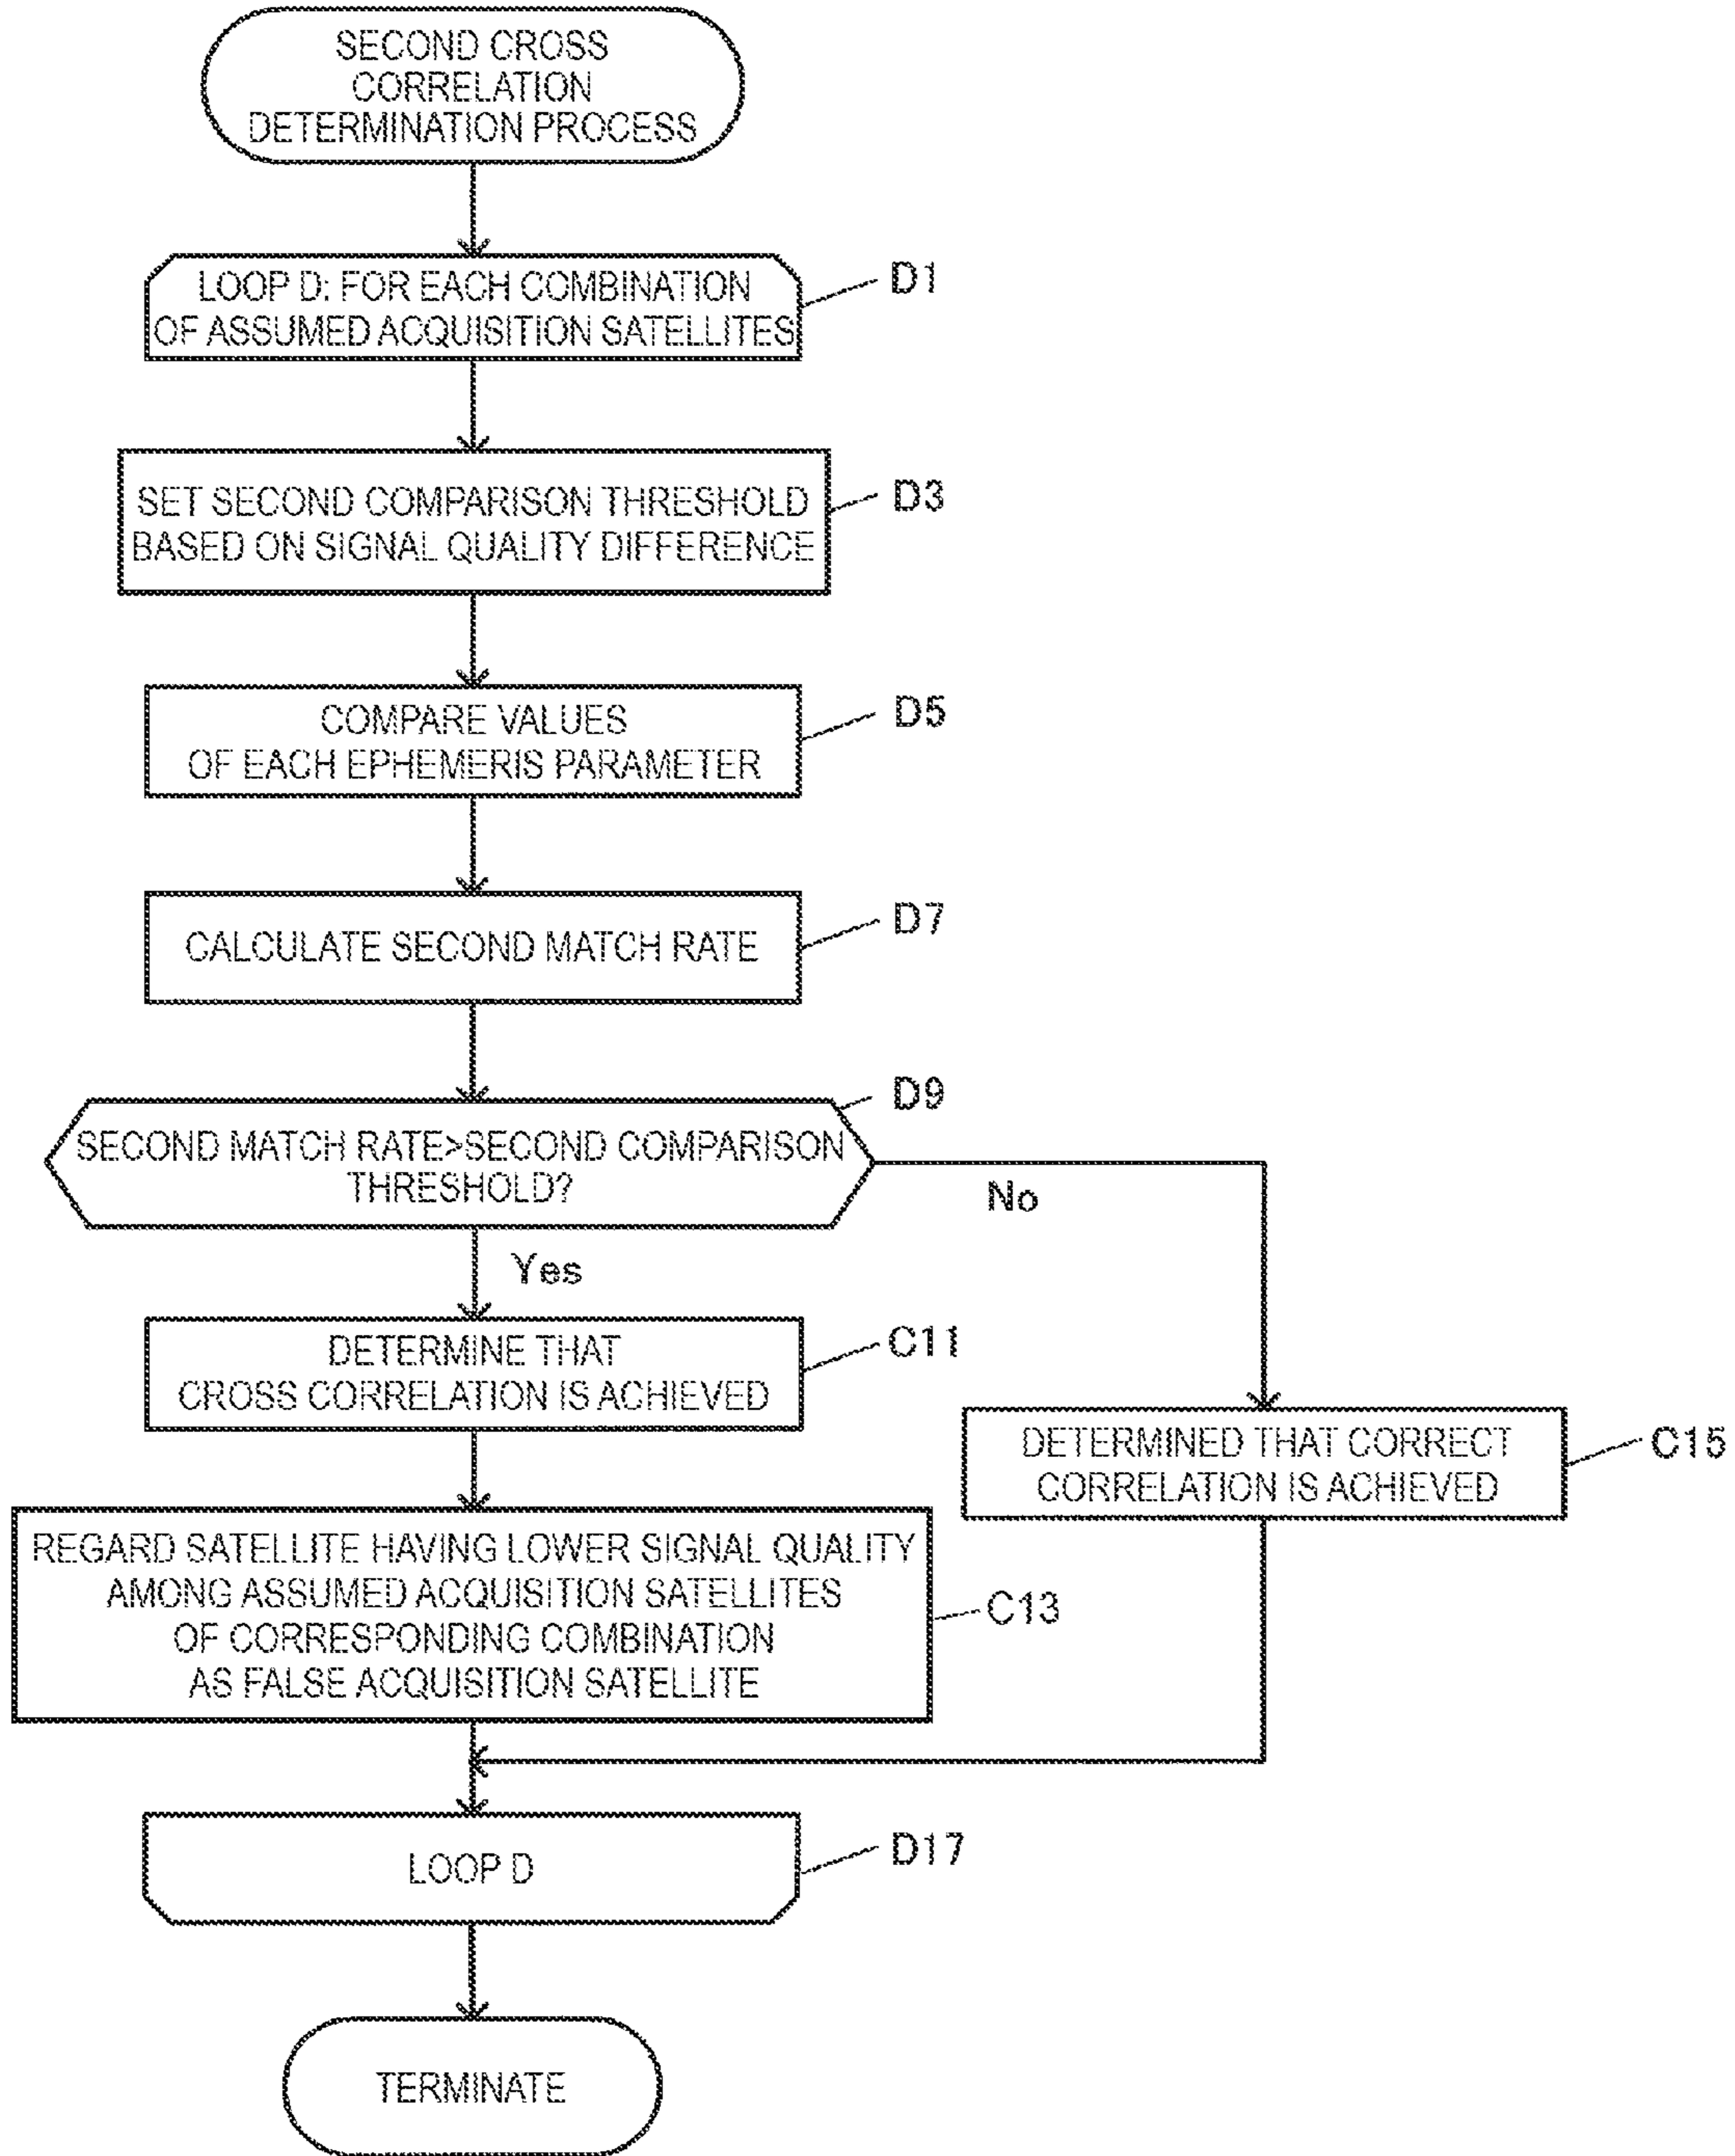 SECOND CROSS
CORRELATION
DETERMINATION PROCESS
LOOP D: FOR EACH COMBINATION
OF ASSUMED ACQUISITION SATELLITES
D1
SET SECOND COMPARISON THRESHOLD
BASED ON SIGNAL QUALITY DIFFERENCE
D3
COMPARE VALUES
OF EACH EPHEMERIS PARAMETER
D5
CALCULATE SECOND MATCH RATE
D7
D9
SECOND MATCH RATE>SECOND COMPARISON
THRESHOLD?
No
Yes
DETERMINE THAT
CROSS CORRELATION IS ACHIEVED
C11
DETERMINED THAT CORRECT
CORRELATION IS ACHIEVED
C15
REGARD SATELLITE HAVING LOWER SIGNAL QUALITY
AMONG ASSUMED ACQUISITION SATELLITES
OF CORRESPONDING COMBINATION
AS FALSE ACQUISITION SATELLITE
C13
LOOP D
D17
TERMINATE